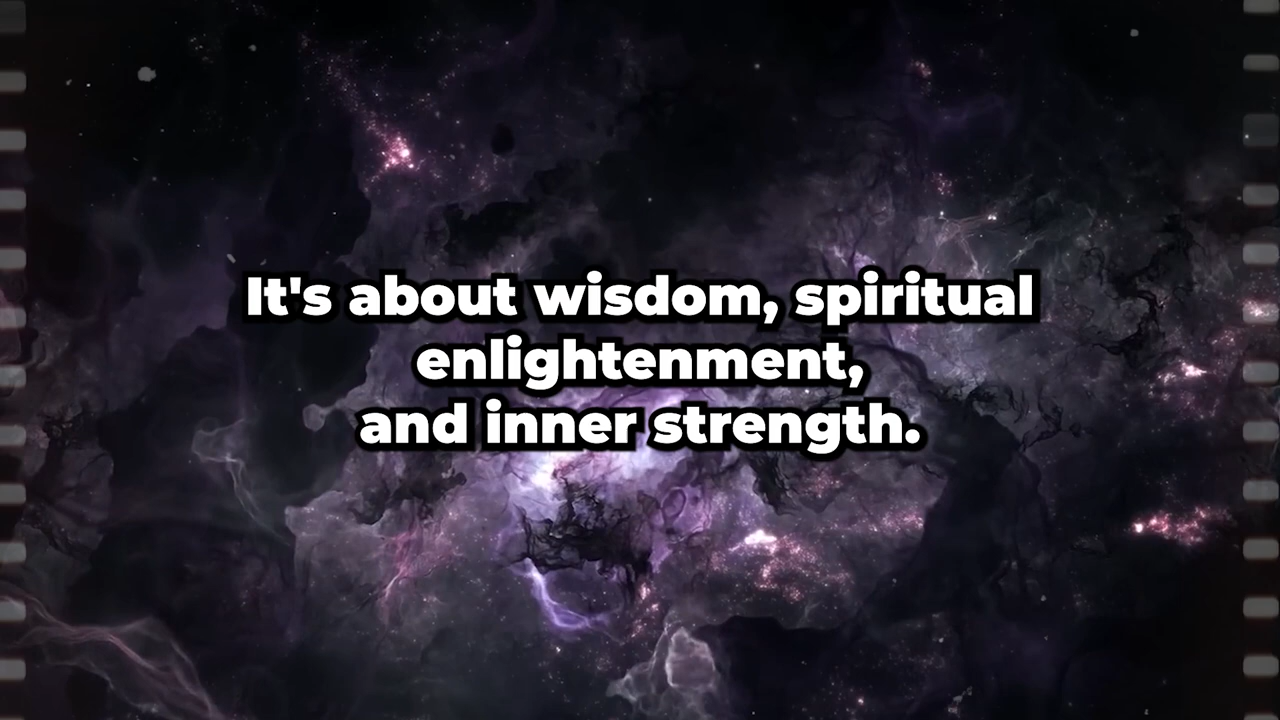 It's about wisdom, spiritual
enlightenment,
and inner strength.